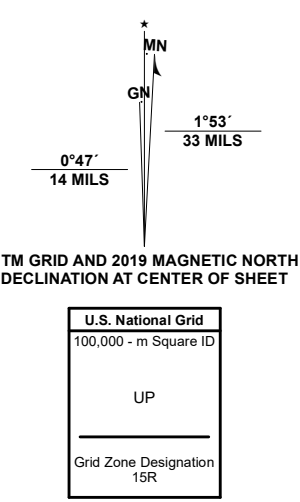 MN
GN
1°53´
33 MILS
0°47´
14 MILS
TM GRID AND 2019 MAGNETIC NORTH
DECLINATION AT CENTER OF SHEET
U.S. National Grid
100,000 - m Square ID
UP
Grid Zone Designation
15R